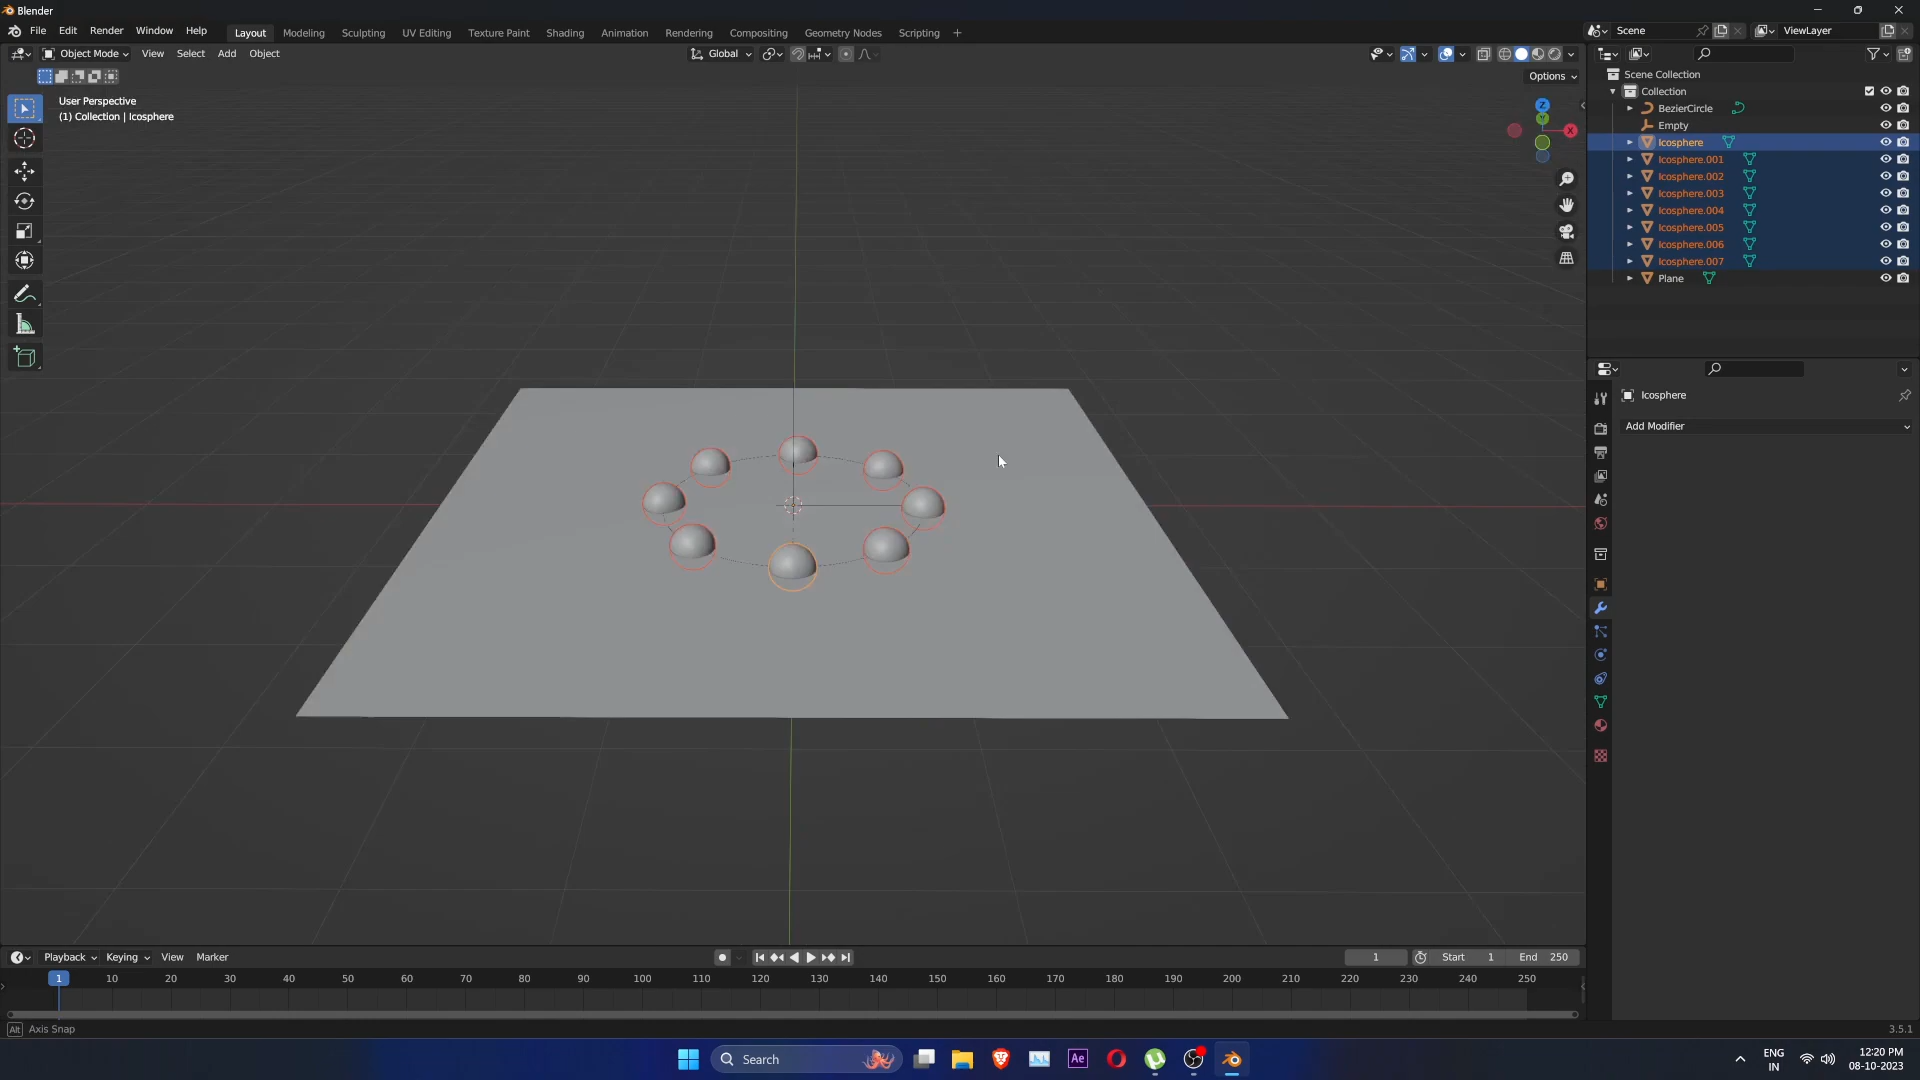 Blender
File Edit Render Window Help Layout Modeling Sculpting UV Editing Texture Paint Shading Animation Rendering Compositing Geometry Nodes Scripting + Scene ViewLayer
Object Mode View Select Add Object Global
Options
User Perspective
(1) Collection | Icosphere
Z
Y
X
Scene Collection
Collection
BezierCircle
Empty
Icosphere
Icosphere.001
Icosphere.002
Icosphere.003
Icosphere.004
Icosphere.005
Icosphere.006
Icosphere.007
Plane
Icosphere
Add Modifier
Playback Keying View Marker 1 Start 1 End 250
1 10 20 30 40 50 60 70 80 90 100 110 120 130 140 150 160 170 180 190 200 210 220 230 240 250
Alt Axis Snap 3.5.1
Search Ae ENG IN 12:20 PM 08-10-2023